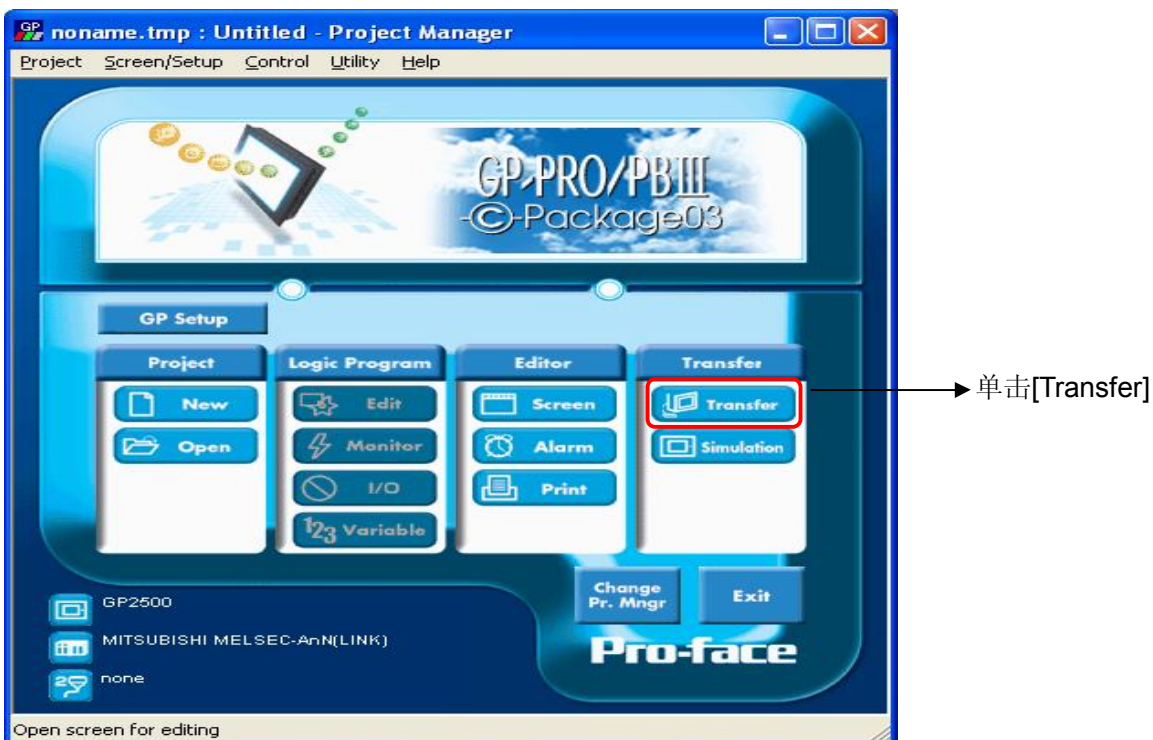 noname.tmp : Untitled - Project Manager
Project Screen/Setup Control Utility Help
GP-PRO/PBIII
-C-Package03
GP Setup
Project Logic Program Editor Transfer
New Edit Screen Transfer
单击[Transfer]
Open Monitor Alarm Simulation
I/O Print
123 Variable
Change
Pr. Mngr
Exit
GP2500
MITSUBISHI MELSEC-AnN(LINK)
Pro-face
none
Open screen for editing